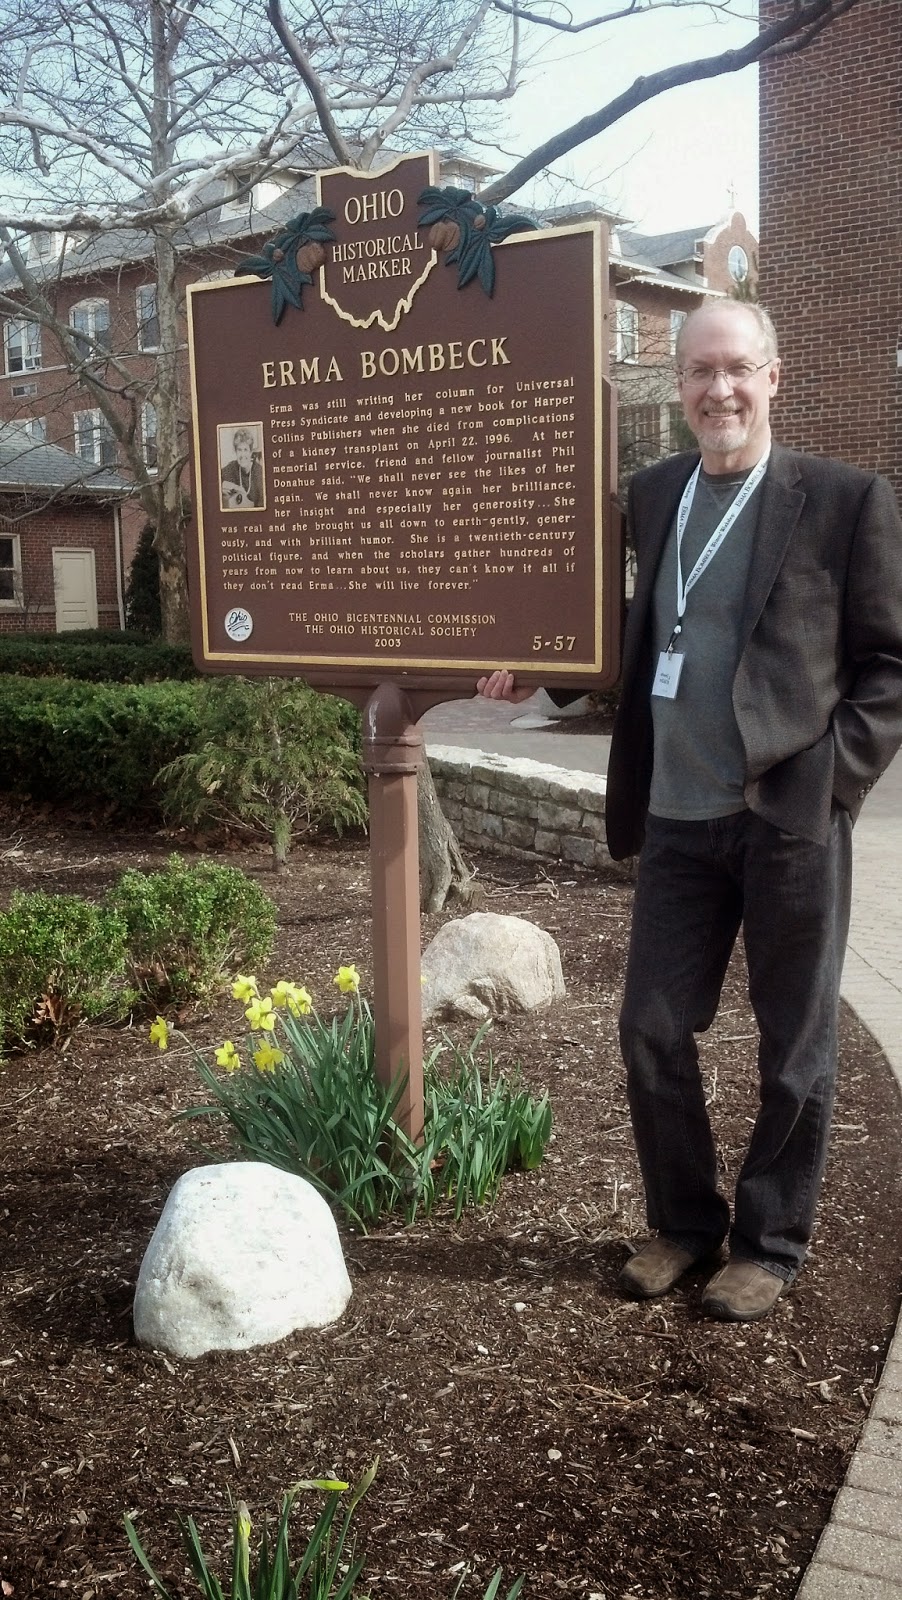 OHIO
HISTORICAL
MARKER
ERMA BOMBECK
Erma was still writing her column for Universal
Press Syndicate and developing a new book for Harper
Collins Publishers when she died from complications
of a kidney transplant on April 22, 1996. At her
memorial service, friend and fellow journalist Phil
Donahue said, "We shall never see the likes of her
again. We shall never know again her brilliance,
her insight and especially her generosity...She
was real and she brought us all down to earth-gently, gener-
ously, and with brilliant humor. She is a twentieth-century
political figure, and when the scholars gather hundreds of
years from now to learn about us, they can't know it all if
they don't read Erma...She will live forever."
THE OHIO BICENTENNIAL COMMISSION
THE OHIO HISTORICAL SOCIETY
2003
5-57
Ohio